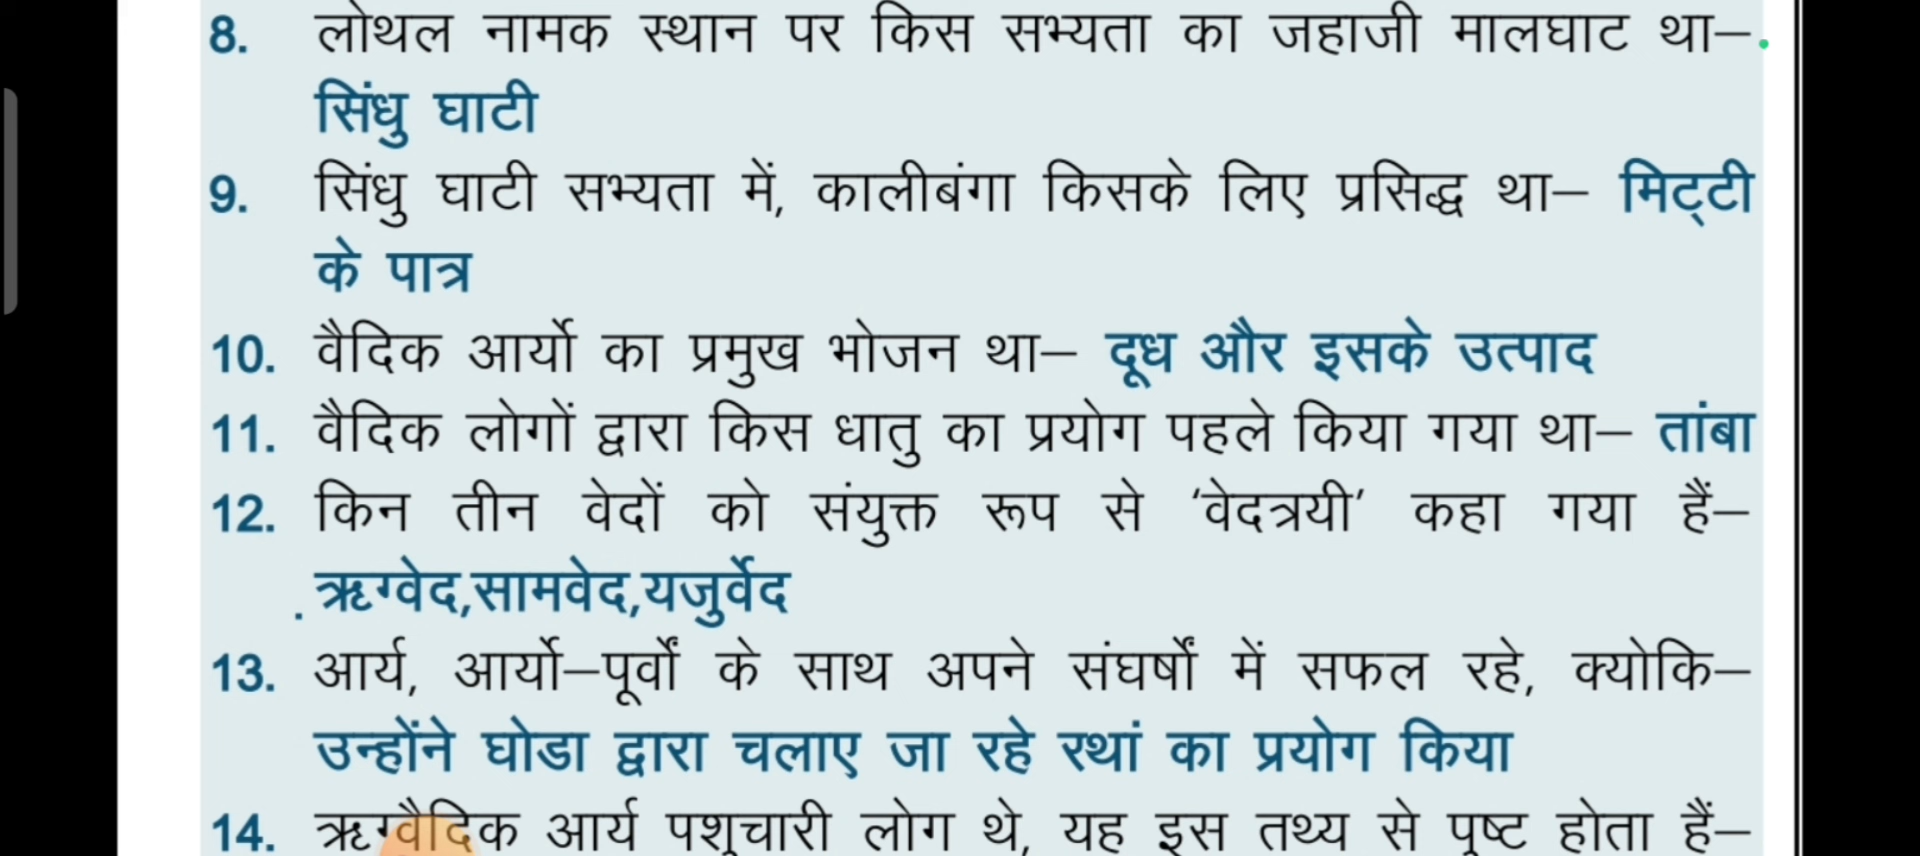 8. लोथल नामक स्थान पर किस सभ्यता का जहाजी मालघाट था–
सिंधु घाटी
9. सिंधु घाटी सभ्यता में, कालीबंगा किसके लिए प्रसिद्ध था– मिट्टी
के पात्र
10. वैदिक आर्यो का प्रमुख भोजन था– दूध और इसके उत्पाद
11. वैदिक लोगों द्वारा किस धातु का प्रयोग पहले किया गया था– तांबा
12. किन तीन वेदों को संयुक्त रूप से ‘वेदत्रयी’ कहा गया हैं–
ऋग्वेद,सामवेद,यजुर्वेद
13. आर्य, आर्यो–पूर्वों के साथ अपने संघर्षों में सफल रहे, क्योकि–
उन्होंने घोडा द्वारा चलाए जा रहे रथां का प्रयोग किया
14. ऋग्वैदिक आर्य पशुचारी लोग थे, यह इस तथ्य से पुष्ट होता हैं–